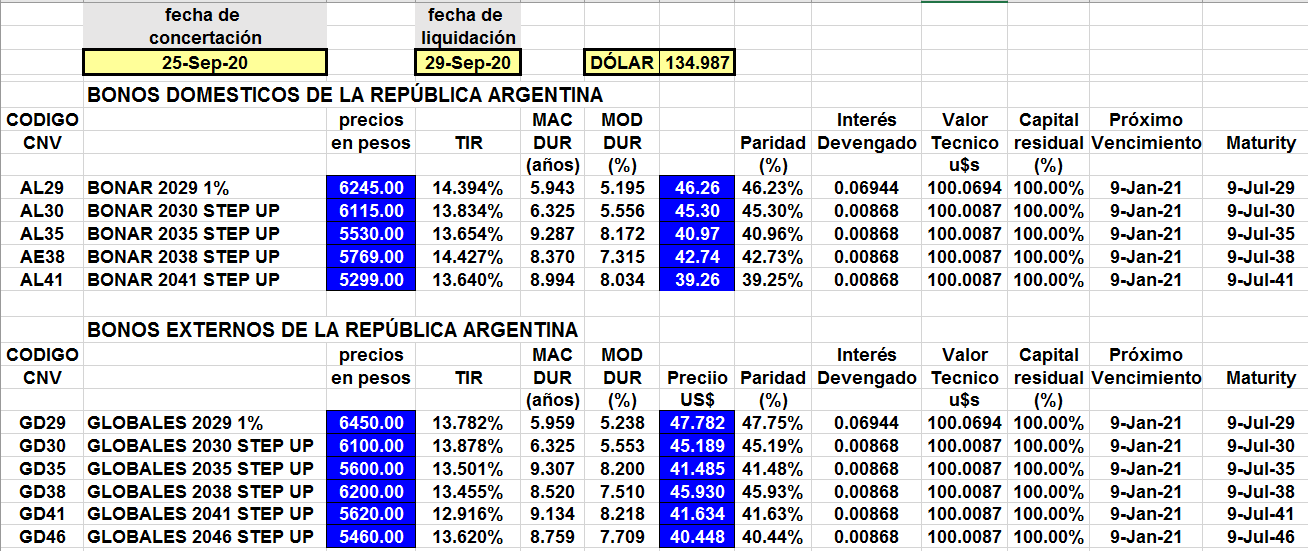 fecha de fecha de
concertación liquidación
25-Sep-20 29-Sep-20 DÓLAR 134.987
BONOS DOMESTICOS DE LA REPÚBLICA ARGENTINA
CODIGO precios MAC MOD Interés Valor Capital Próximo
CNV en pesos TIR DUR DUR Paridad Devengado Tecnico residual Vencimiento Maturity
(años) (%) (%) u$s (%)
AL29 BONAR 2029 1% 6245.00 14.394% 5.943 5.195 46.26 46.23% 0.06944 100.0694 100.00% 9-Jan-21 9-Jul-29
AL30 BONAR 2030 STEP UP 6115.00 13.834% 6.325 5.556 45.30 45.30% 0.00868 100.0087 100.00% 9-Jan-21 9-Jul-30
AL35 BONAR 2035 STEP UP 5530.00 13.654% 9.287 8.172 40.97 40.96% 0.00868 100.0087 100.00% 9-Jan-21 9-Jul-35
AE38 BONAR 2038 STEP UP 5769.00 14.427% 8.370 7.315 42.74 42.73% 0.00868 100.0087 100.00% 9-Jan-21 9-Jul-38
AL41 BONAR 2041 STEP UP 5299.00 13.640% 8.994 8.034 39.26 39.25% 0.00868 100.0087 100.00% 9-Jan-21 9-Jul-41
BONOS EXTERNOS DE LA REPÚBLICA ARGENTINA
CODIGO precios MAC MOD Interés Valor Capital Próximo
CNV en pesos TIR DUR DUR Preciio Paridad Devengado Tecnico residual Vencimiento Maturity
(años) (%) US$ (%) u$s (%)
GD29 GLOBALES 2029 1% 6450.00 13.782% 5.959 5.238 47.782 47.75% 0.06944 100.0694 100.00% 9-Jan-21 9-Jul-29
GD30 GLOBALES 2030 STEP UP 6100.00 13.878% 6.325 5.553 45.189 45.19% 0.00868 100.0087 100.00% 9-Jan-21 9-Jul-30
GD35 GLOBALES 2035 STEP UP 5600.00 13.501% 9.307 8.200 41.485 41.48% 0.00868 100.0087 100.00% 9-Jan-21 9-Jul-35
GD38 GLOBALES 2038 STEP UP 6200.00 13.455% 8.520 7.510 45.930 45.93% 0.00868 100.0087 100.00% 9-Jan-21 9-Jul-38
GD41 GLOBALES 2041 STEP UP 5620.00 12.916% 9.134 8.218 41.634 41.63% 0.00868 100.0087 100.00% 9-Jan-21 9-Jul-41
GD46 GLOBALES 2046 STEP UP 5460.00 13.620% 8.759 7.709 40.448 40.44% 0.00868 100.0087 100.00% 9-Jan-21 9-Jul-46